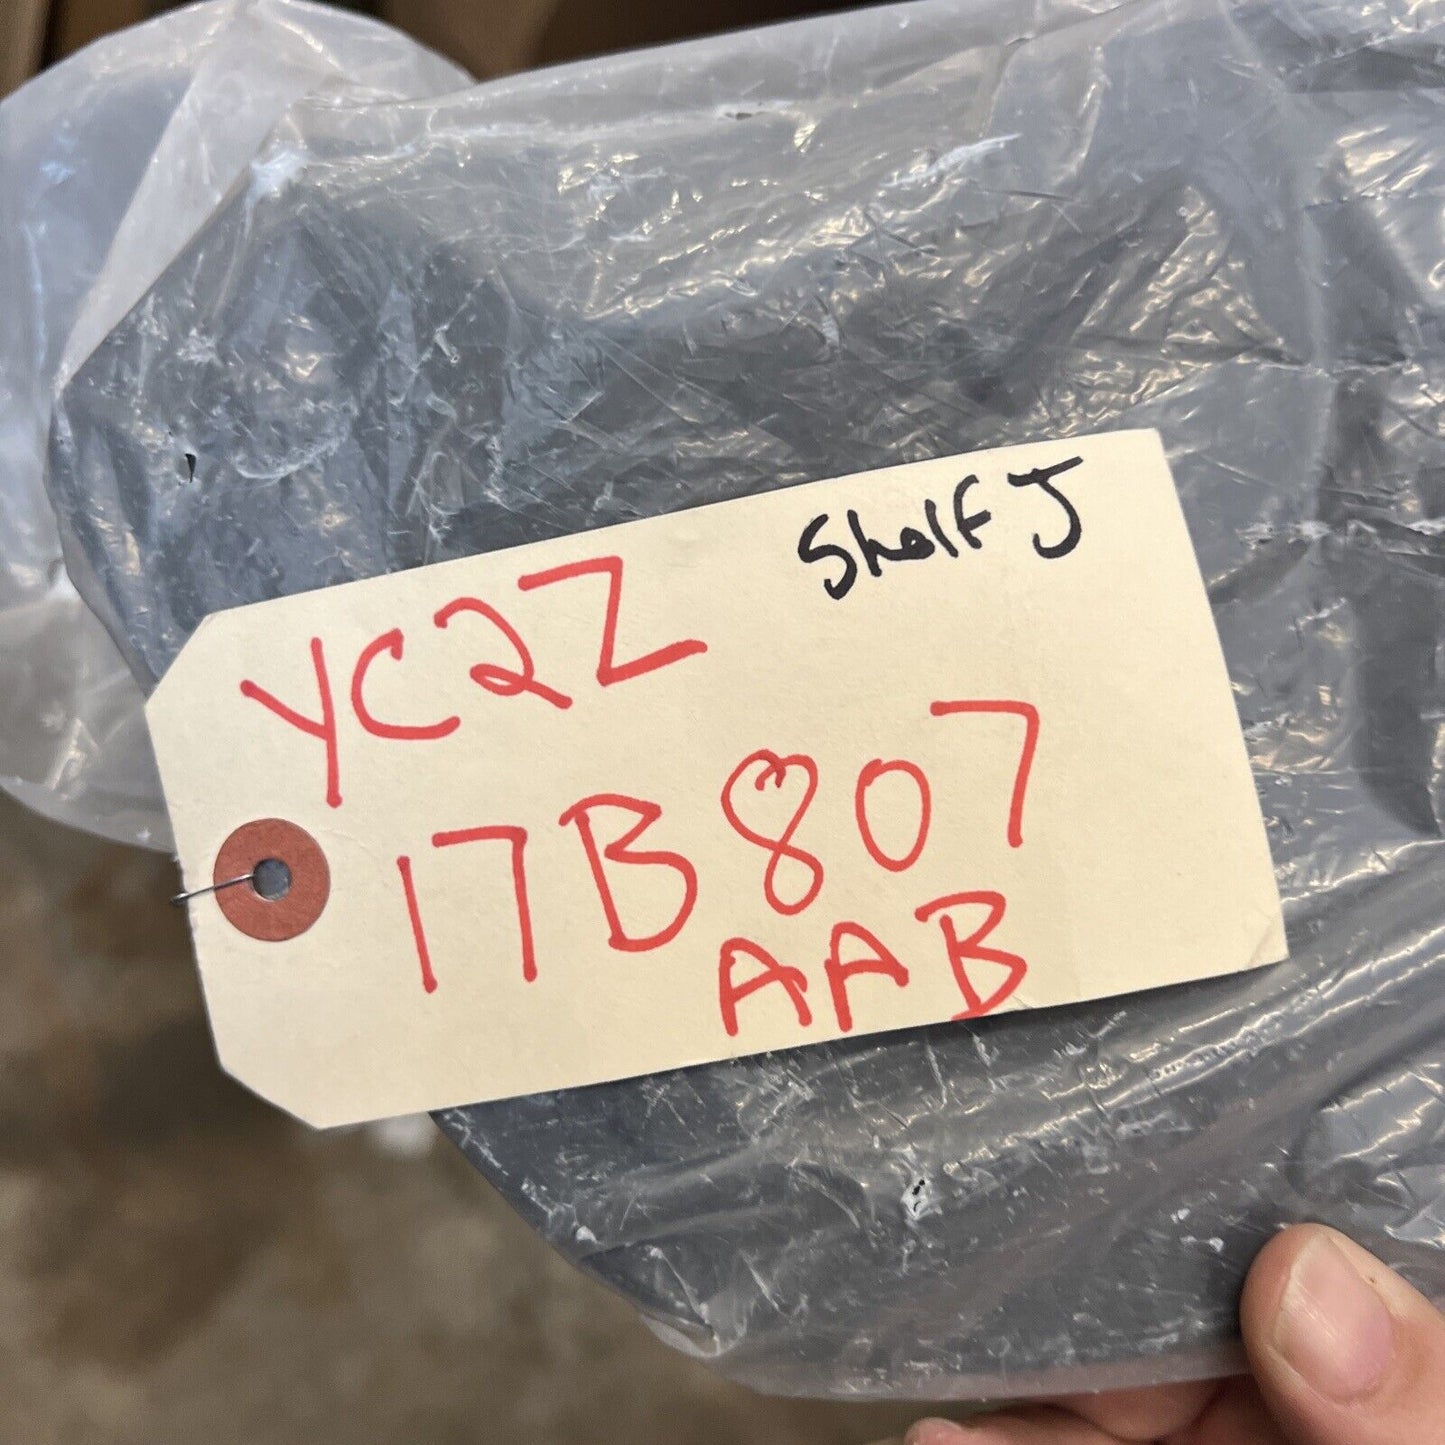 Shelf J
YC2Z
17B807
AAB